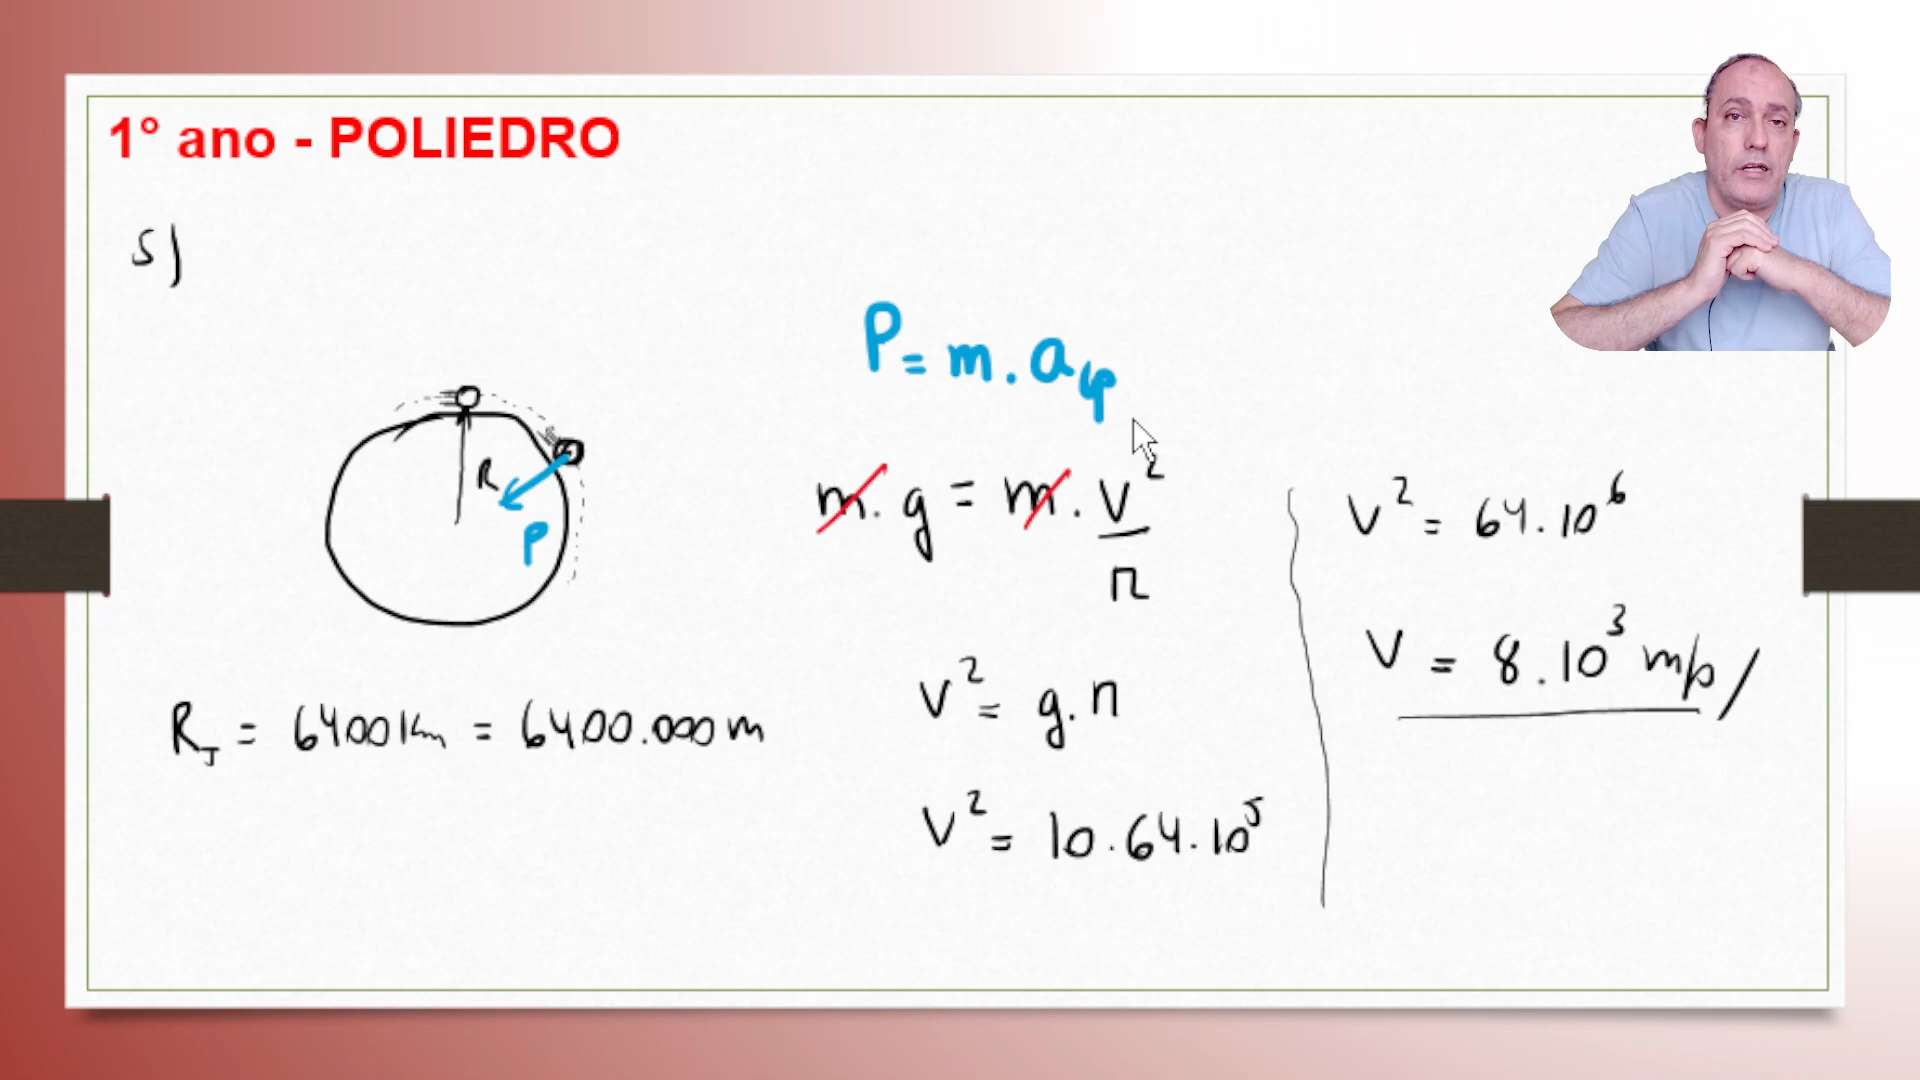 1° ano - POLIEDRO
5)
R
P
R_T = 6400 Km = 6400.000 m
P = m . a_cp
m . g = m . v²/r
v² = g . r
v² = 10 . 64 . 10⁵
v² = 64 . 10⁶
v = 8 . 10³ m/s